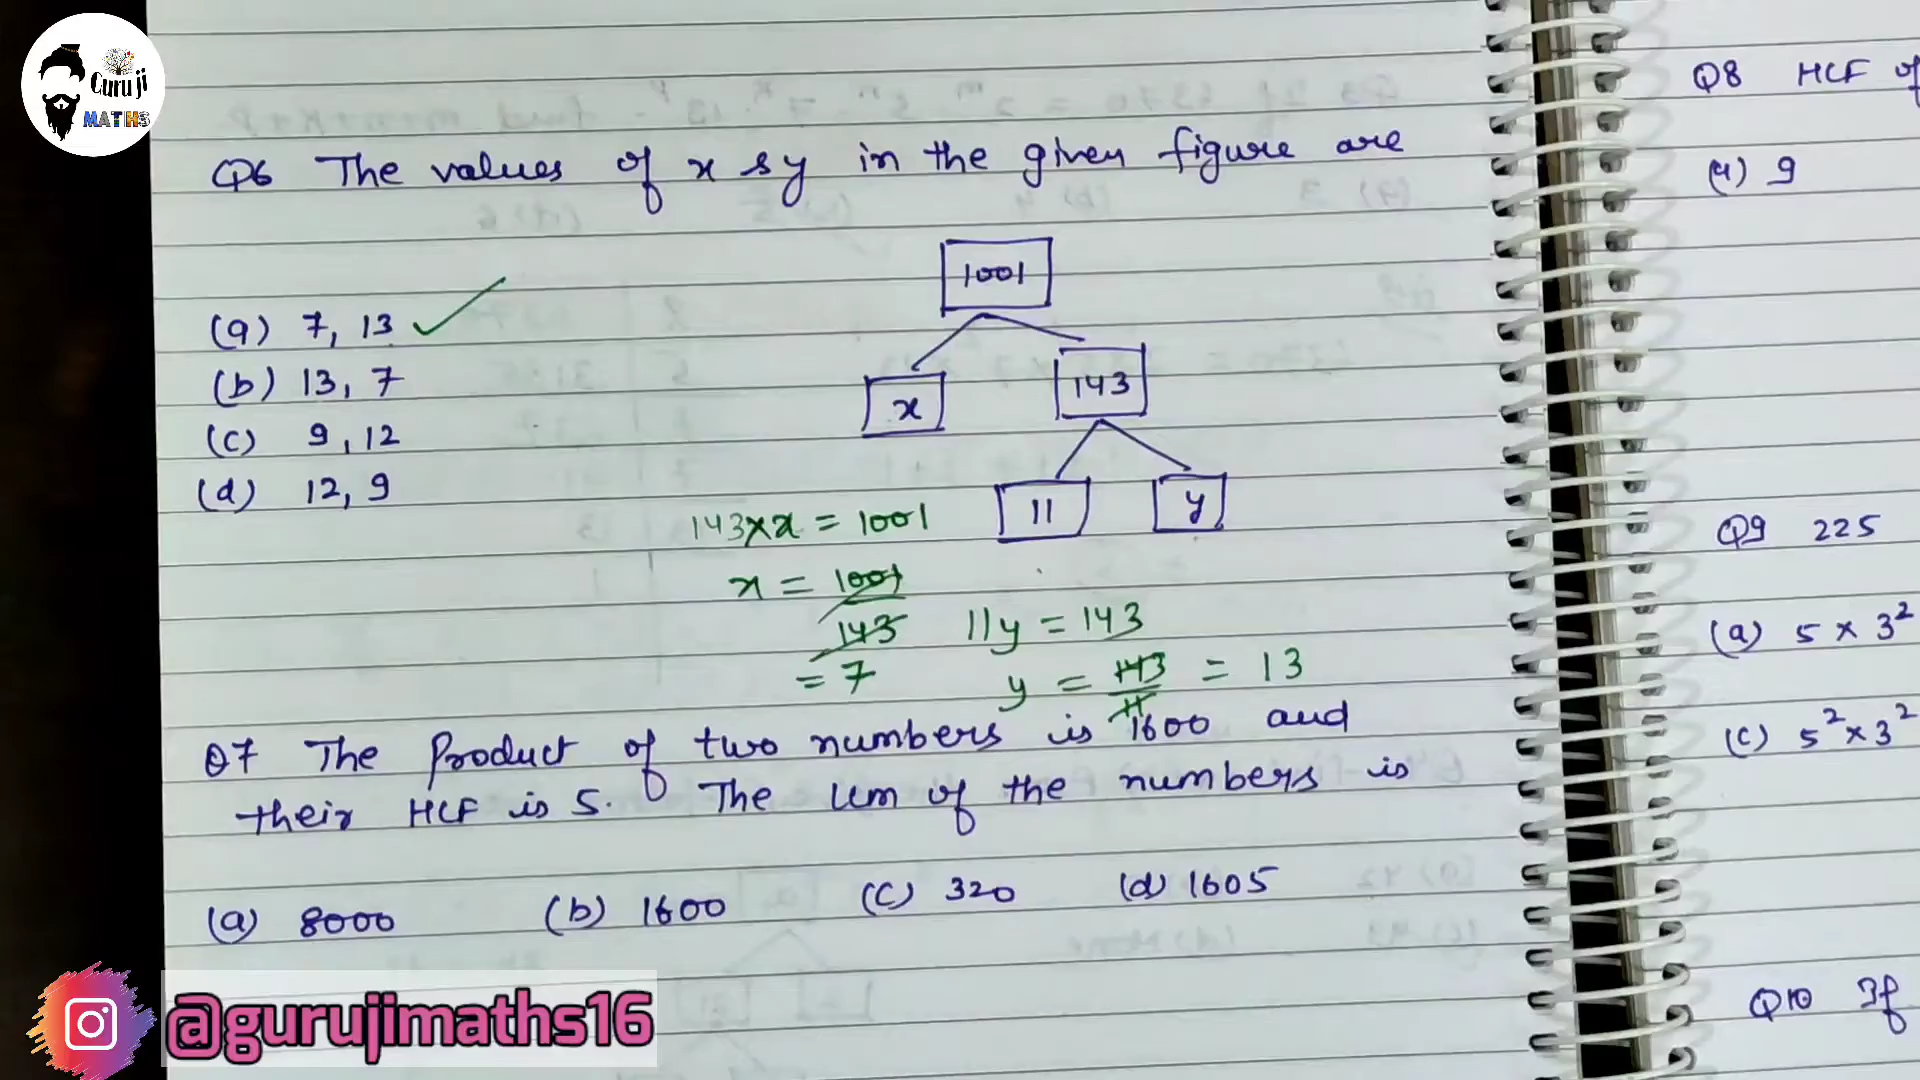 Guruji
MATHS
Q6 The values of x & y in the given figure are
1001
x 143
11 y
(a) 7, 13 ✓
(b) 13, 7
(c) 9, 12
(d) 12, 9
143×x = 1001
x = 1001/143
= 7
11y = 143
y = 143/11 = 13
Q7 The Product of two numbers is 1600 and
their HCF is 5. The LCM of the numbers is
(a) 8000 (b) 1600 (c) 320 (d) 1605
@gurujimaths16
Q8 HCF of
(a) 9
Q9 225
(a) 5 × 3²
(c) 5² × 3²
Q10 If